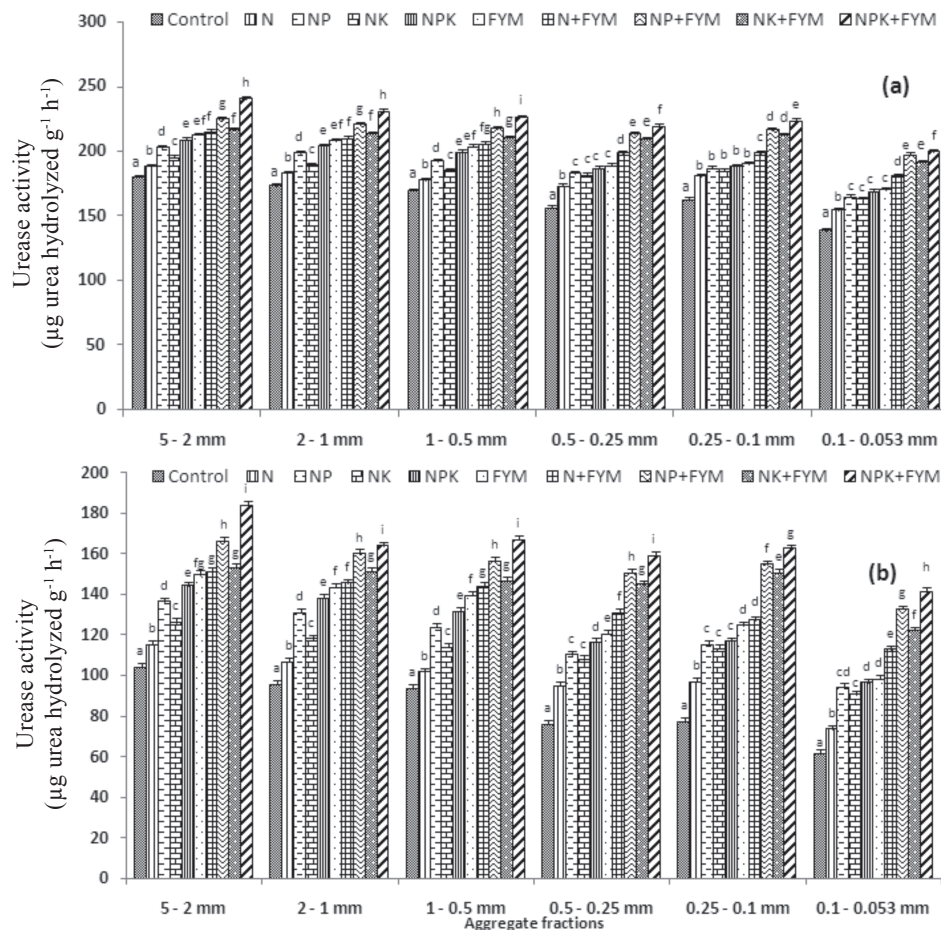 Control N NP NK NPK FYM N+FYM NP+FYM NK+FYM NPK+FYM
300
250
200
150
100
50
0
Urease activity
(µg urea hydrolyzed g⁻¹ h⁻¹)
(a)
a b d c e ef f g f h
a b d c e ef f g f h
a b d c e f fg h g i
a b c c c c d e e f
a b b b b b c d d e
a b c c c c d e e f
5 - 2 mm 2 - 1 mm 1 - 0.5 mm 0.5 - 0.25 mm 0.25 - 0.1 mm 0.1 - 0.053 mm
Control N NP NK NPK FYM N+FYM NP+FYM NK+FYM NPK+FYM
200
180
160
140
120
100
80
60
40
20
0
Urease activity
(µg urea hydrolyzed g⁻¹ h⁻¹)
(b)
a b d c e fg g h g i
a b d c e f f h g i
a b d c e f g h g i
a b c c d e f h g i
a b c c c d d f e g
a b cd c d d e g f h
5 - 2 mm 2 - 1 mm 1 - 0.5 mm 0.5 - 0.25 mm 0.25 - 0.1 mm 0.1 - 0.053 mm
Aggregate fractions